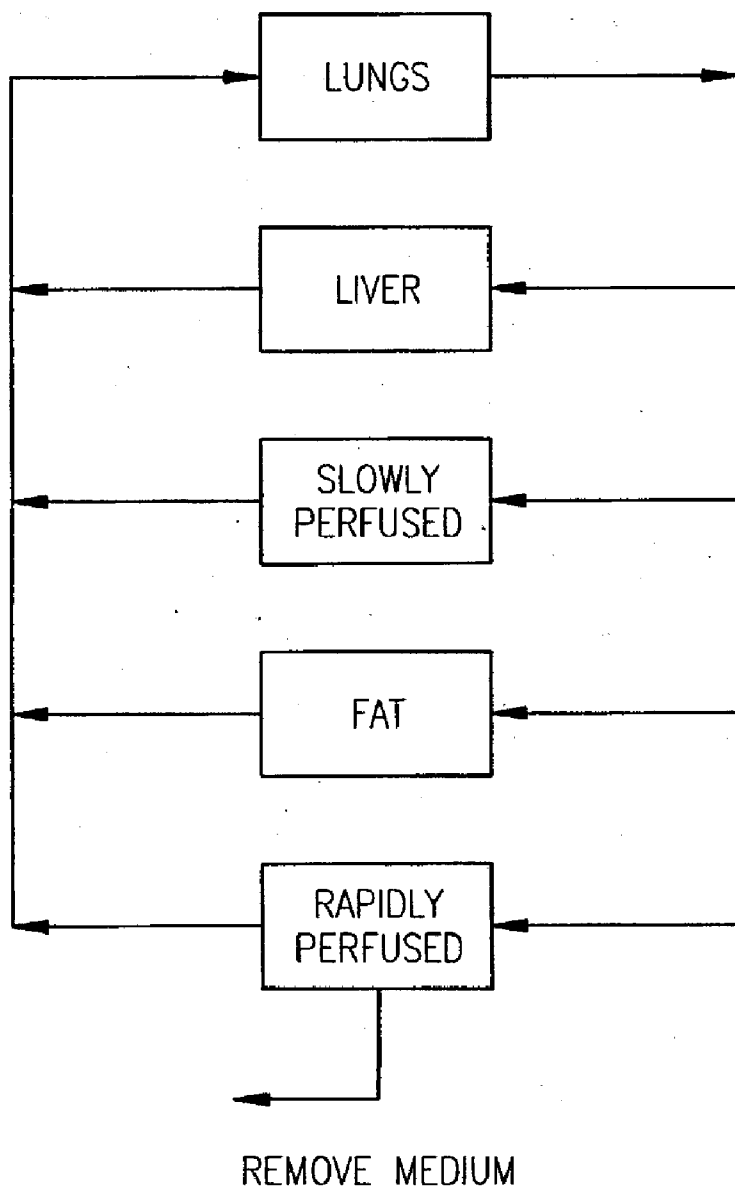 LUNGS
LIVER
SLOWLY
PERFUSED
FAT
RAPIDLY
PERFUSED
REMOVE MEDIUM